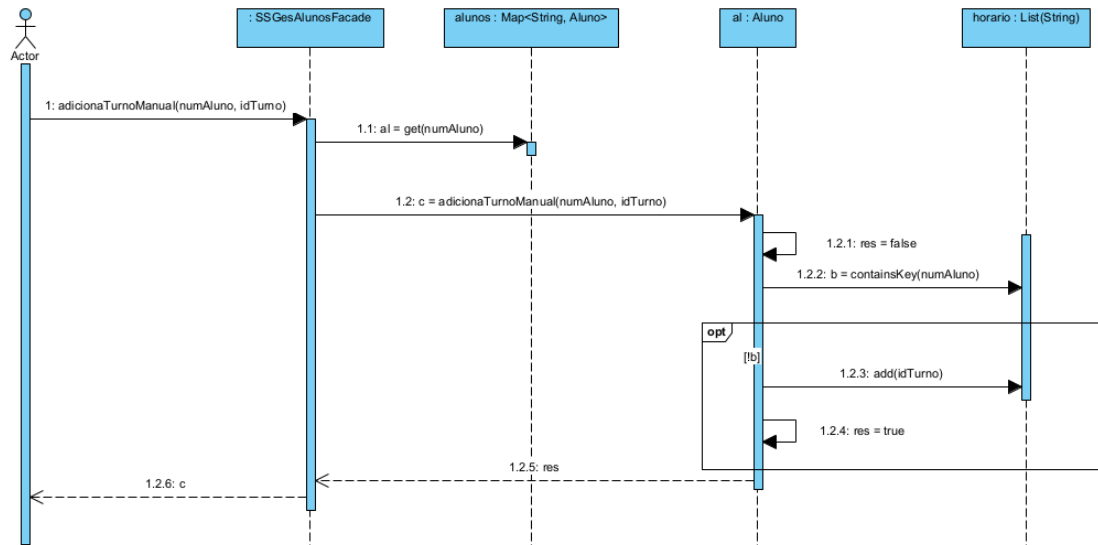 : SSGesAlunosFacade
alunos : Map<String, Aluno>
al : Aluno
horario : List(String)
Actor
1: adicionaTurnoManual(numAluno, idTurno)
1.1: al = get(numAluno)
1.2: c = adicionaTurnoManual(numAluno, idTurno)
1.2.1: res = false
1.2.2: b = containsKey(numAluno)
opt
[!b]
1.2.3: add(idTurno)
1.2.4: res = true
1.2.5: res
1.2.6: c